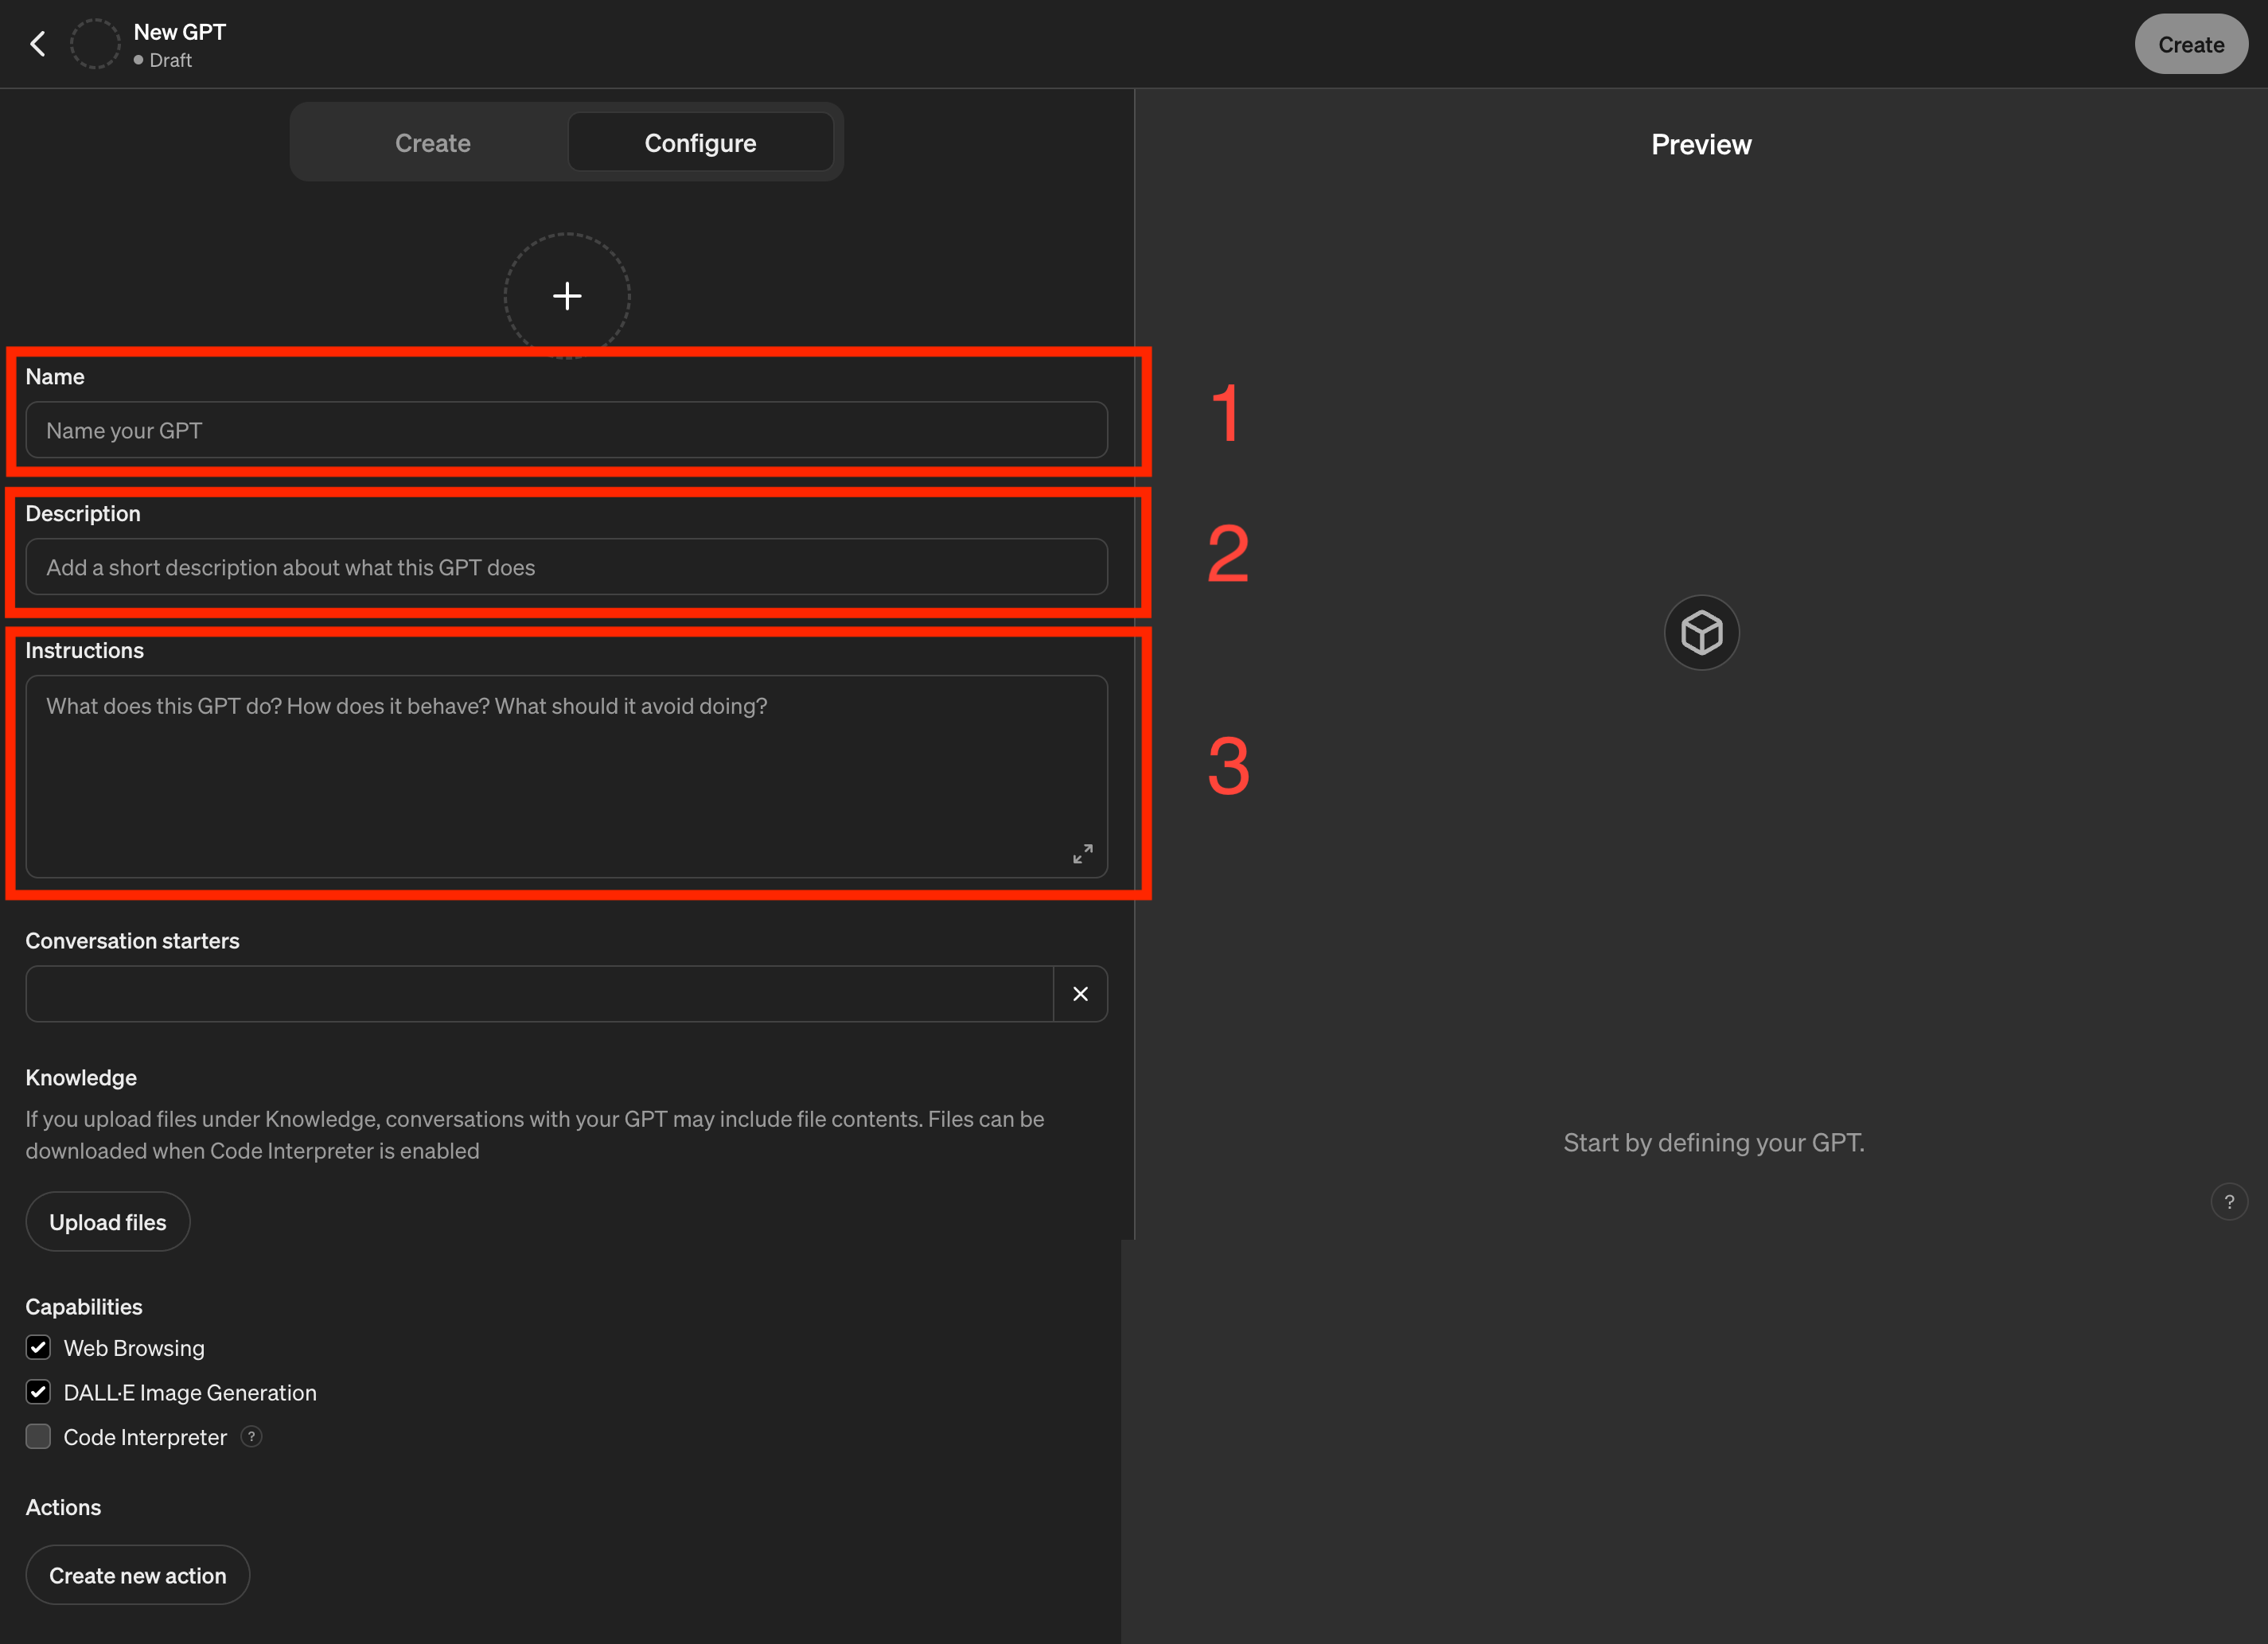 New GPT
Draft
Create
Create
Configure
Preview
Name
Name your GPT
1
Description
Add a short description about what this GPT does
2
Instructions
What does this GPT do? How does it behave? What should it avoid doing?
3
Conversation starters
Knowledge
If you upload files under Knowledge, conversations with your GPT may include file contents. Files can be
downloaded when Code Interpreter is enabled
Start by defining your GPT.
?
Upload files
Capabilities
Web Browsing
DALL·E Image Generation
Code Interpreter ?
Actions
Create new action